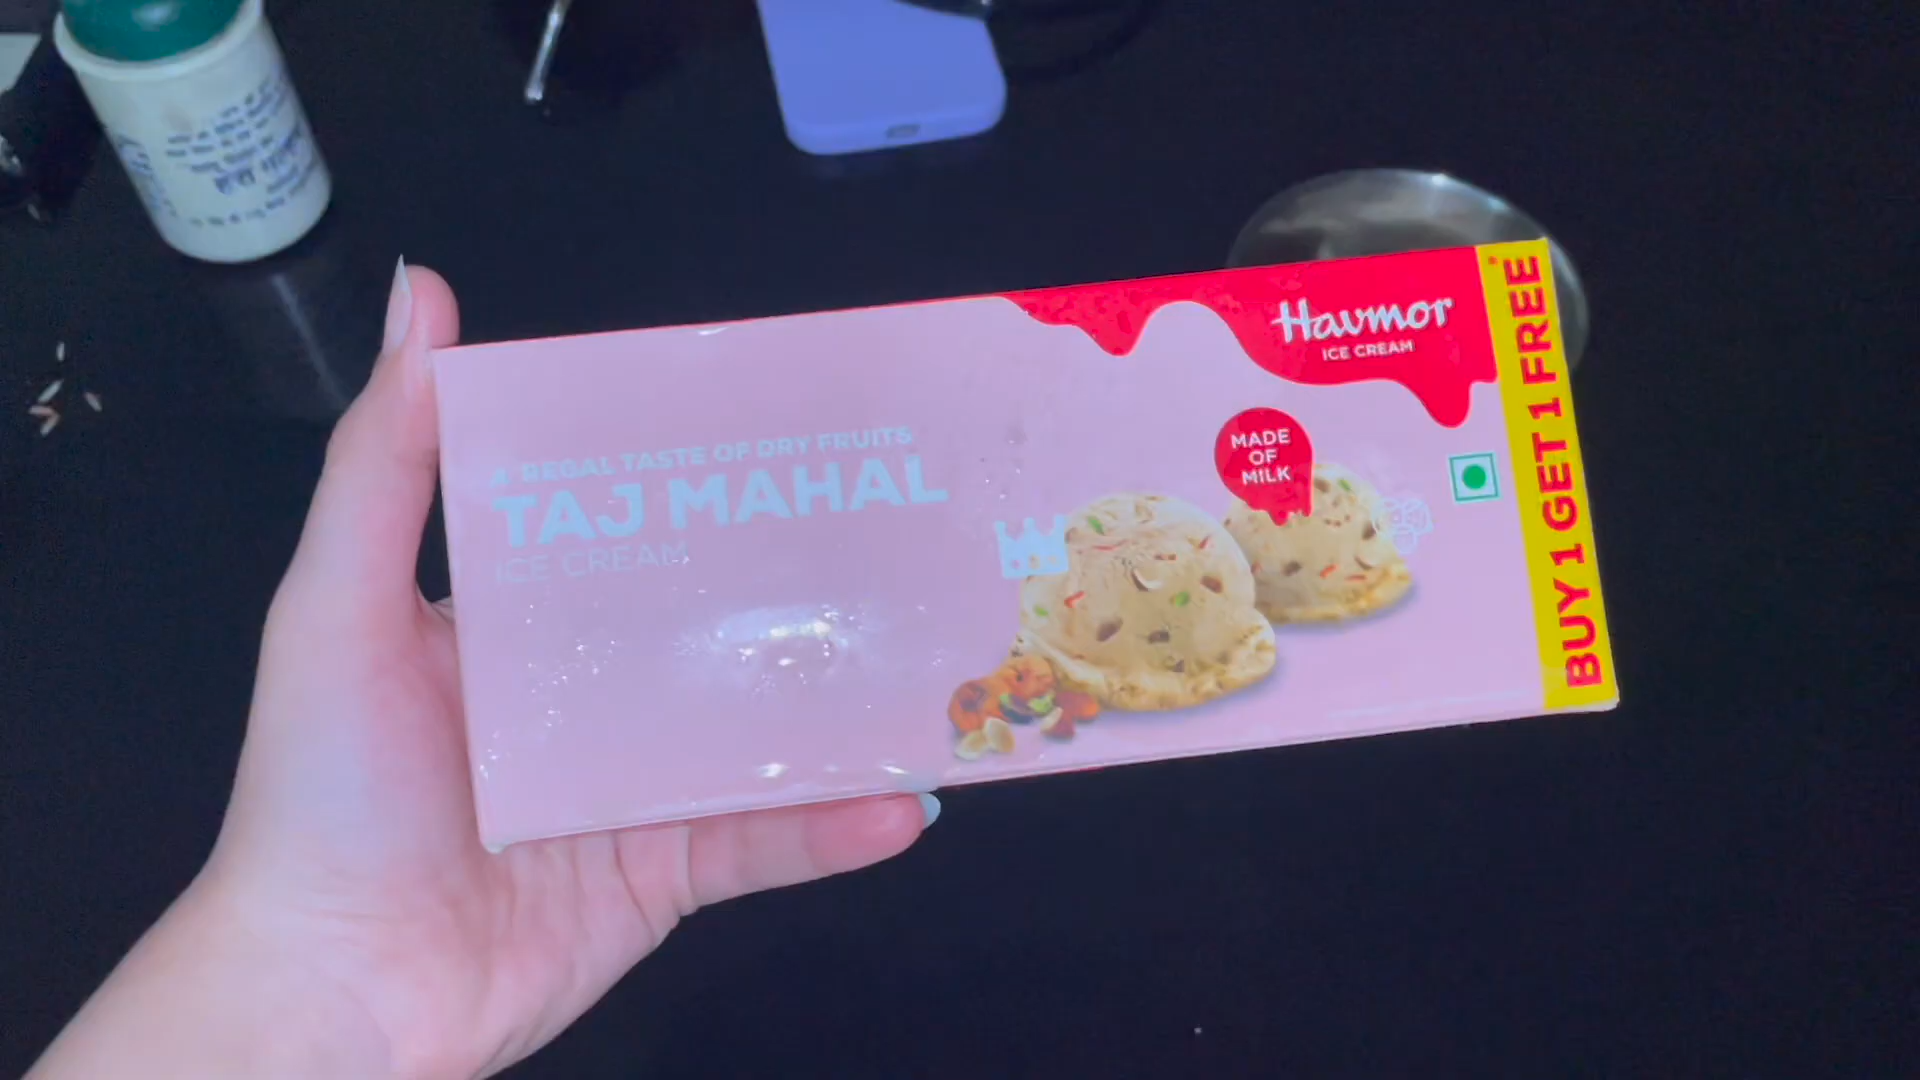 Havmor
ICE CREAM
A REGAL TASTE OF DRY FRUITS
TAJ MAHAL
ICE CREAM
MADE
OF
MILK
BUY 1 GET 1 FREE*